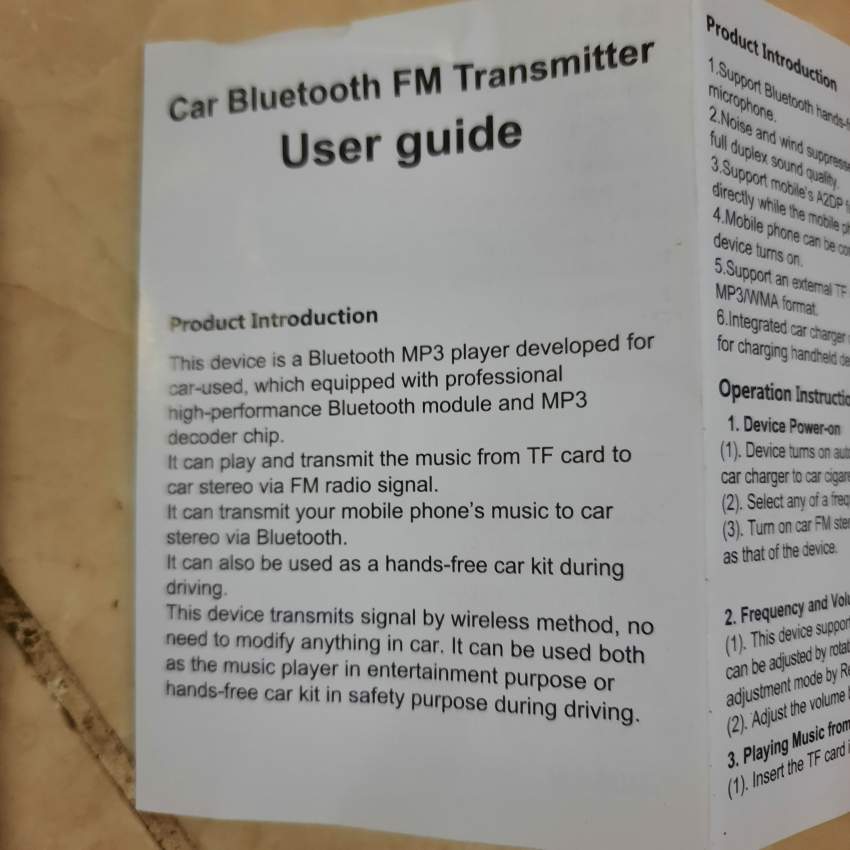 Car Bluetooth FM Transmitter
User guide
Product Introduction
This device is a Bluetooth MP3 player developed for
car-used, which equipped with professional
high-performance Bluetooth module and MP3
decoder chip.
It can play and transmit the music from TF card to
car stereo via FM radio signal.
It can transmit your mobile phone's music to car
stereo via Bluetooth.
It can also be used as a hands-free car kit during
driving.
This device transmits signal by wireless method, no
need to modify anything in car. It can be used both
as the music player in entertainment purpose or
hands-free car kit in safety purpose during driving.
Product Introduction
1.Support Bluetooth hands-f
microphone.
2.Noise and wind suppresse
full duplex sound quality.
3.Support mobile's A2DP
directly while the mobile
4.Mobile phone can be
device turns on.
5.Support an external TF
MP3/WMA format.
6.Integrated car charger
for charging handheld de
Operation Instructio
1. Device Power-on
(1). Device turns on
car charger to car cigare
(2). Select any of a freq
(3). Turn on car FM ster
as that of the device.
2. Frequency and Volu
(1). This device support
can be adjusted by rotat
adjustment mode by
(2). Adjust the volume
3. Playing Music from
(1). Insert the TF card